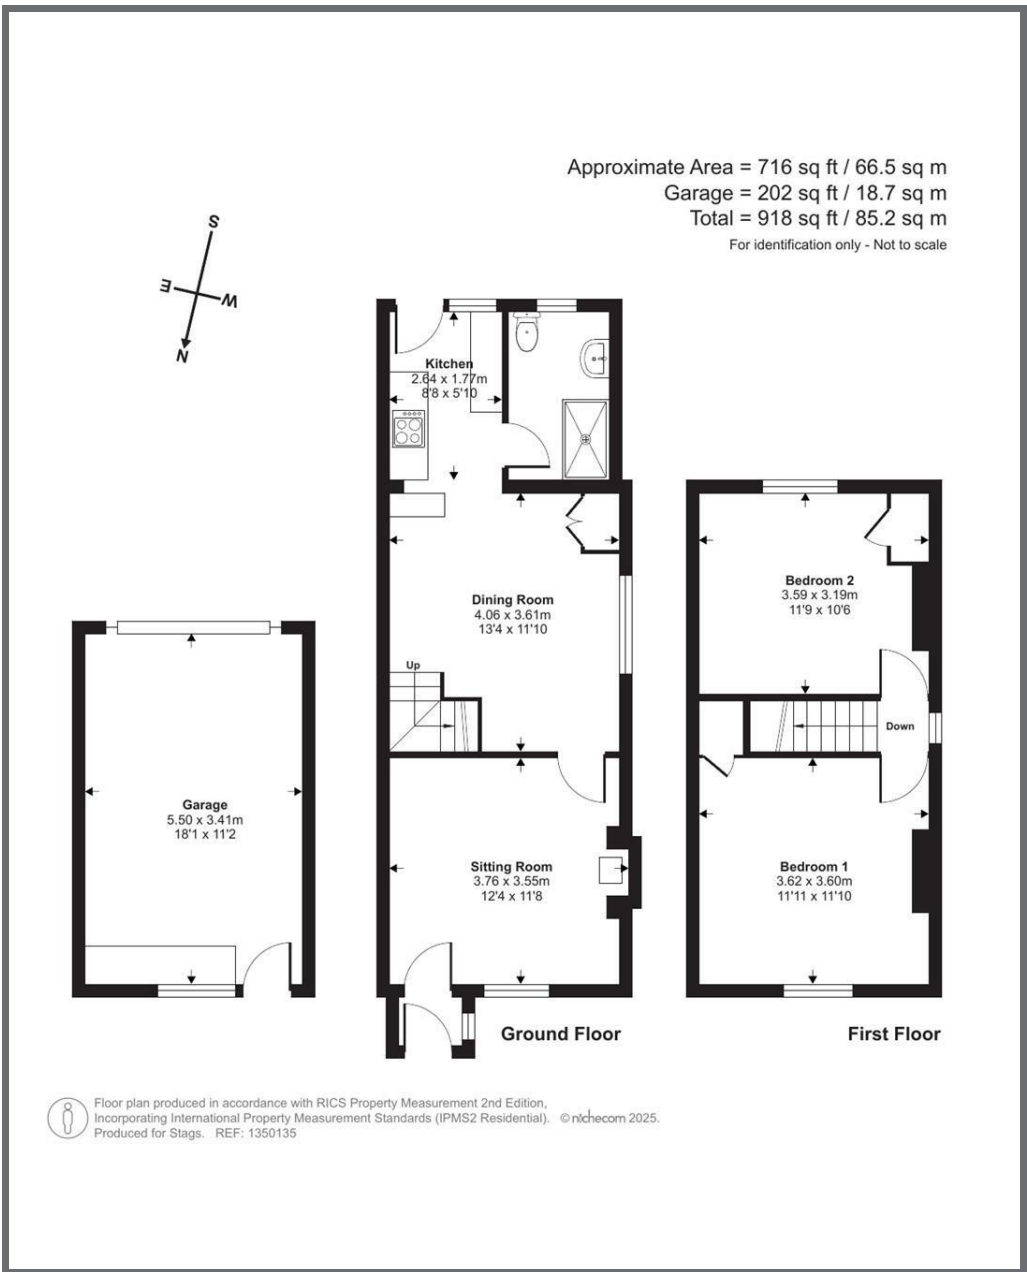 Approximate Area = 716 sq ft / 66.5 sq m
Garage = 202 sq ft / 18.7 sq m
Total = 918 sq ft / 85.2 sq m
For identification only - Not to scale
S
E
W
N
Kitchen
2.64 x 1.77m
8'8 x 5'10
Dining Room
4.06 x 3.61m
13'4 x 11'10
Up
Bedroom 2
3.59 x 3.19m
11'9 x 10'6
Down
Garage
5.50 x 3.41m
18'1 x 11'2
Sitting Room
3.76 x 3.55m
12'4 x 11'8
Bedroom 1
3.62 x 3.60m
11'11 x 11'10
Ground Floor
First Floor
Floor plan produced in accordance with RICS Property Measurement 2nd Edition,
Incorporating International Property Measurement Standards (IPMS2 Residential). © nichecom 2025.
Produced for Stags. REF: 1350135